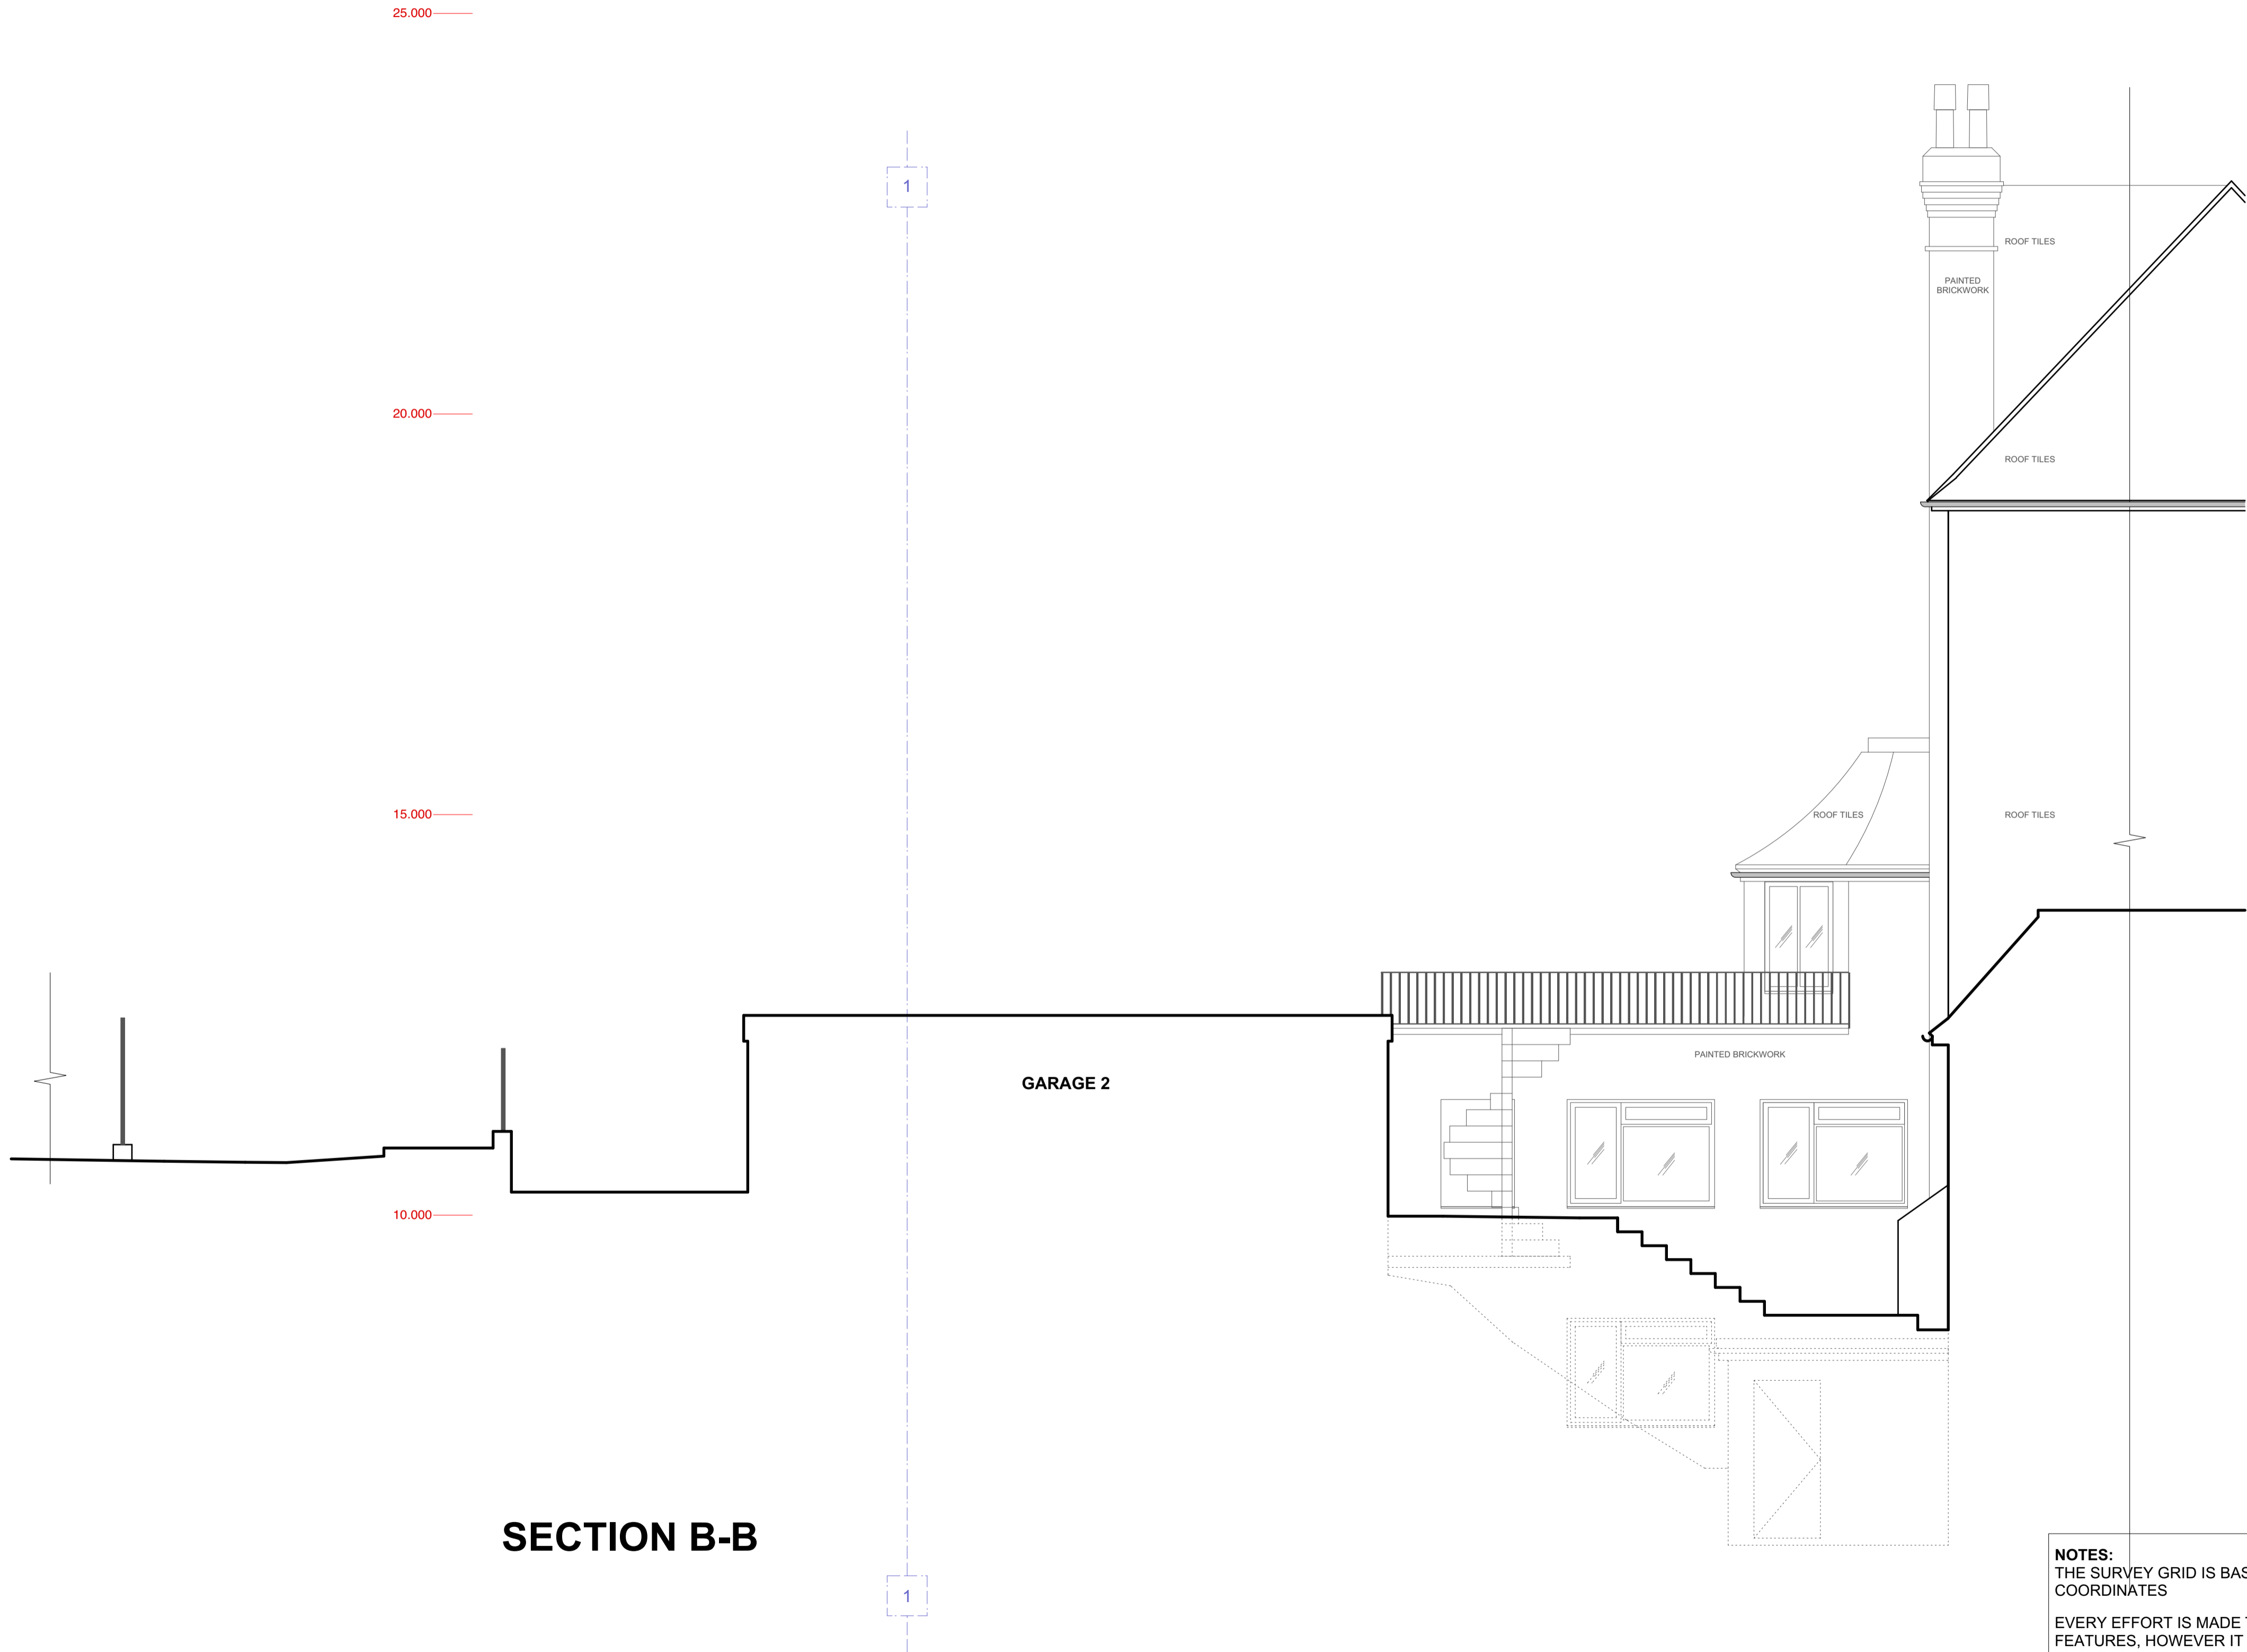 25.000
1
ROOF TILES
PAINTED
BRICKWORK
20.000
ROOF TILES
15.000
ROOF TILES
ROOF TILES
PAINTED BRICKWORK
GARAGE 2
10.000
SECTION B-B
1
NOTES:
THE SURVEY GRID IS BAS
COORDINATES
EVERY EFFORT IS MADE
FEATURES, HOWEVER IT